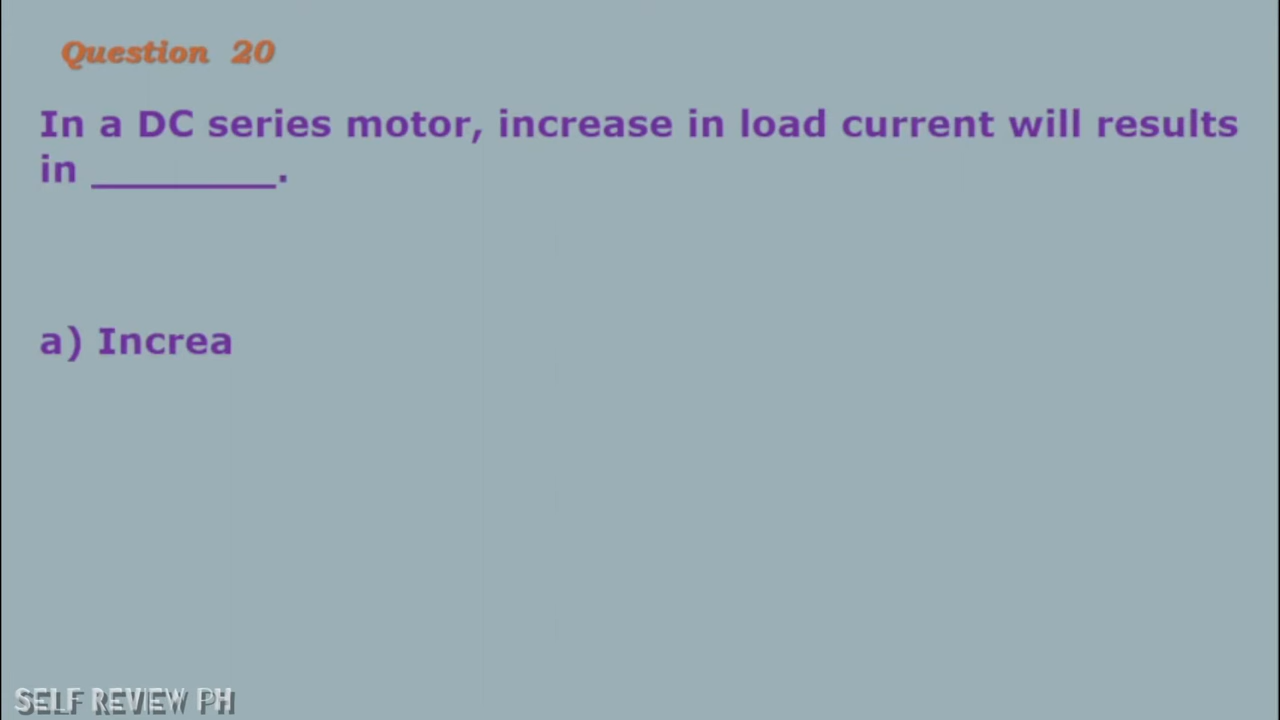 Question 20
In a DC series motor, increase in load current will results
in ________.
a) Increa
SELF REVIEW PH